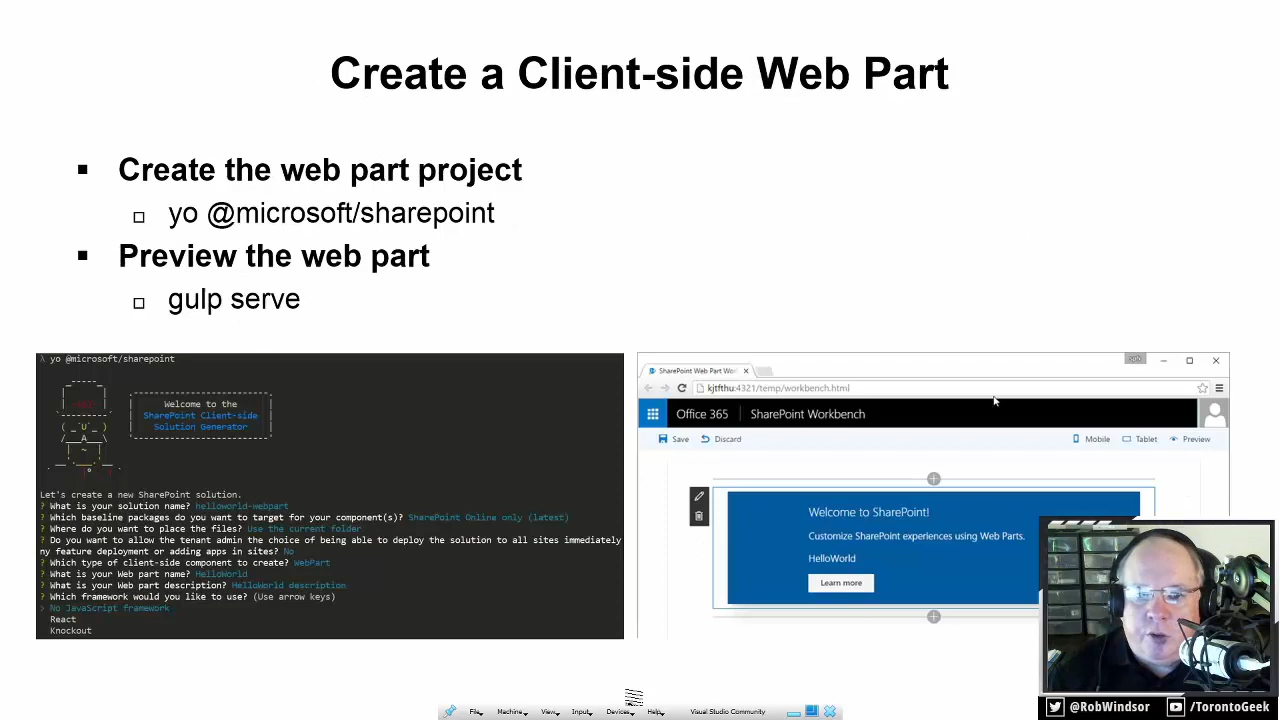 Create a Client-side Web Part
Create the web part project
yo @microsoft/sharepoint
Preview the web part
gulp serve
λ yo @microsoft/sharepoint
Welcome to the
SharePoint Client-side
Solution Generator
Let's create a new SharePoint solution.
? What is your solution name? helloworld-webpart
? Which baseline packages do you want to target for your component(s)? SharePoint Online only (latest)
? Where do you want to place the files? Use the current folder
? Do you want to allow the tenant admin the choice of being able to deploy the solution to all sites immediately
ny feature deployment or adding apps in sites? No
? Which type of client-side component to create? WebPart
? What is your Web part name? HelloWorld
? What is your Web part description? HelloWorld description
? Which framework would you like to use? (Use arrow keys)
> No JavaScript framework
React
Knockout
SharePoint Web Part Wor
kjtfthu:4321/temp/workbench.html
Office 365
SharePoint Workbench
Save
Discard
Mobile
Tablet
Preview
Welcome to SharePoint!
Customize SharePoint experiences using Web Parts.
HelloWorld
Learn more
@RobWindsor
/TorontoGeek
File
Machine
View
Input
Devices
Help
Visual Studio Community